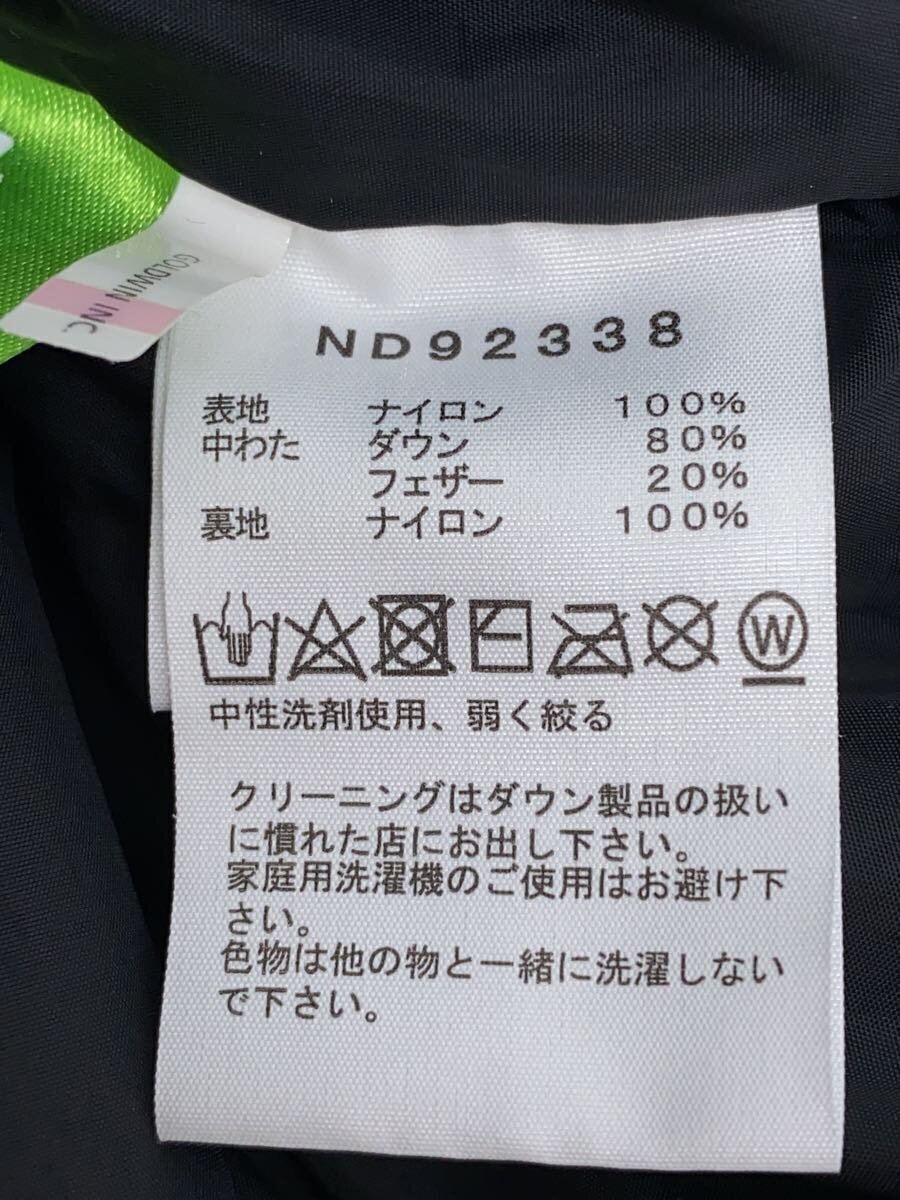 GOLDWIN INC.
ND92338
表地 ナイロン 100%
中わた ダウン 80%
フェザー 20%
裏地 ナイロン 100%
W
中性洗剤使用、弱く絞る
クリーニングはダウン製品の扱い
に慣れた店にお出し下さい。
家庭用洗濯機のご使用はお避け下
さい。
色物は他の物と一緒に洗濯しない
で下さい。